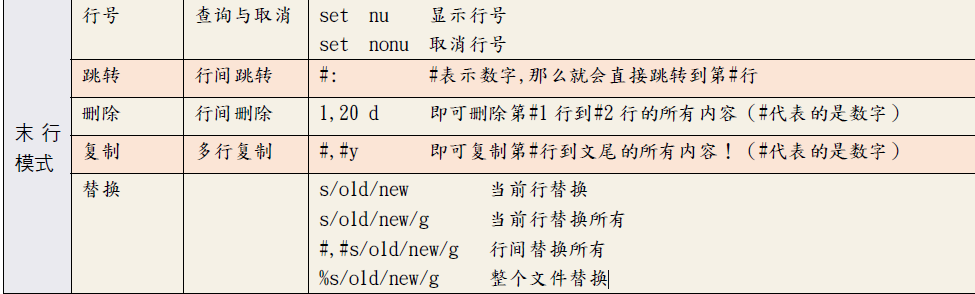 末行模式
行号 查询与取消 set nu 显示行号
set nonu 取消行号
跳转 行间跳转 #: #表示数字,那么就会直接跳转到第#行
删除 行间删除 1,20 d 即可删除第#1行到#2行的所有内容（#代表的是数字）
复制 多行复制 #,#y 即可复制第#行到文尾的所有内容！（#代表的是数字）
替换 s/old/new 当前行替换
s/old/new/g 当前行替换所有
#,#s/old/new/g 行间替换所有
%s/old/new/g 整个文件替换